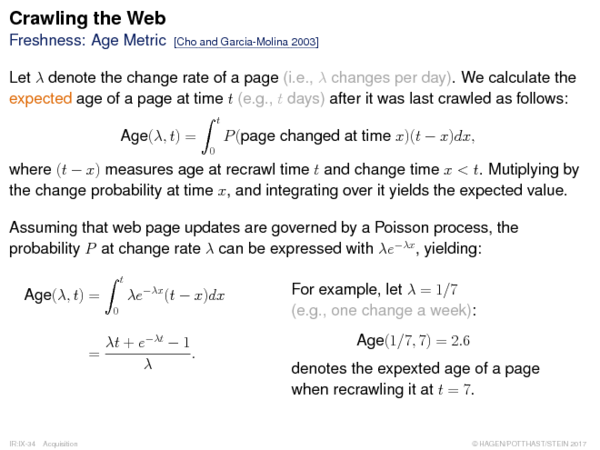 Crawling the Web
Freshness: Age Metric [Cho and Garcia-Molina 2003]
Let λ denote the change rate of a page (i.e., λ changes per day). We calculate the
expected age of a page at time t (e.g., t days) after it was last crawled as follows:
Age(λ, t) = ∫₀ᵗ P(page changed at time x)(t − x)dx,
where (t − x) measures age at recrawl time t and change time x < t. Mutiplying by
the change probability at time x, and integrating over it yields the expected value.
Assuming that web page updates are governed by a Poisson process, the
probability P at change rate λ can be expressed with λe^{−λx}, yielding:
Age(λ, t) = ∫₀ᵗ λe^{−λx}(t − x)dx
= (λt + e^{−λt} − 1) / λ.
For example, let λ = 1/7
(e.g., one change a week):
Age(1/7, 7) = 2.6
denotes the expexted age of a page
when recrawling it at t = 7.
IR:IX-34 Acquisition
© HAGEN/POTTHAST/STEIN 2017